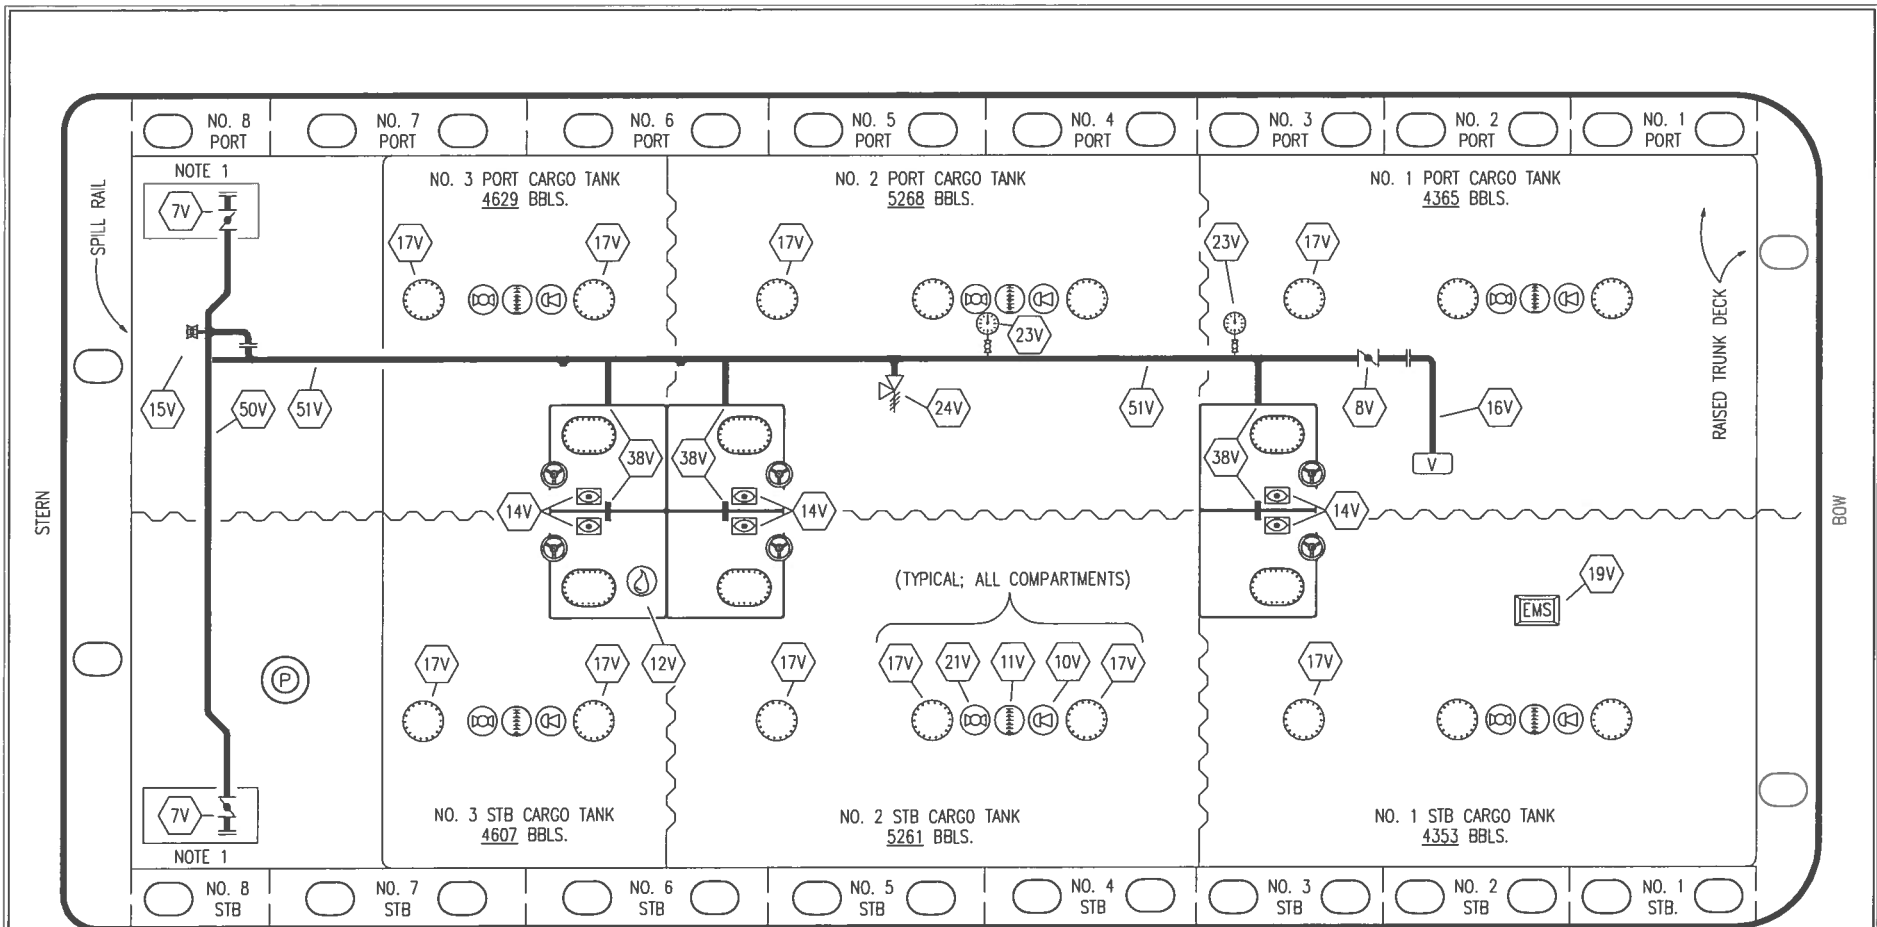 NO. 8
PORT
NO. 7
PORT
NO. 6
PORT
NO. 5
PORT
NO. 4
PORT
NO. 3
PORT
NO. 2
PORT
NO. 1
PORT
NOTE 1
7V
SPILL RAIL
NO. 3 PORT CARGO TANK
4629 BBLS.
NO. 2 PORT CARGO TANK
5268 BBLS.
NO. 1 PORT CARGO TANK
4365 BBLS.
17V
17V
17V
23V
17V
23V
RAISED TRUNK DECK
15V
50V
51V
24V
51V
8V
16V
38V
38V
38V
V
STERN
14V
14V
14V
BOW
(TYPICAL; ALL COMPARTMENTS)
19V
EMS
17V
17V
12V
17V
17V
21V
11V
10V
17V
17V
P
7V
NOTE 1
NO. 3 STB CARGO TANK
4607 BBLS.
NO. 2 STB CARGO TANK
5261 BBLS.
NO. 1 STB CARGO TANK
4353 BBLS.
NO. 8
STB
NO. 7
STB
NO. 6
STB
NO. 5
STB
NO. 4
STB
NO. 3
STB
NO. 2
STB
NO. 1
STB.